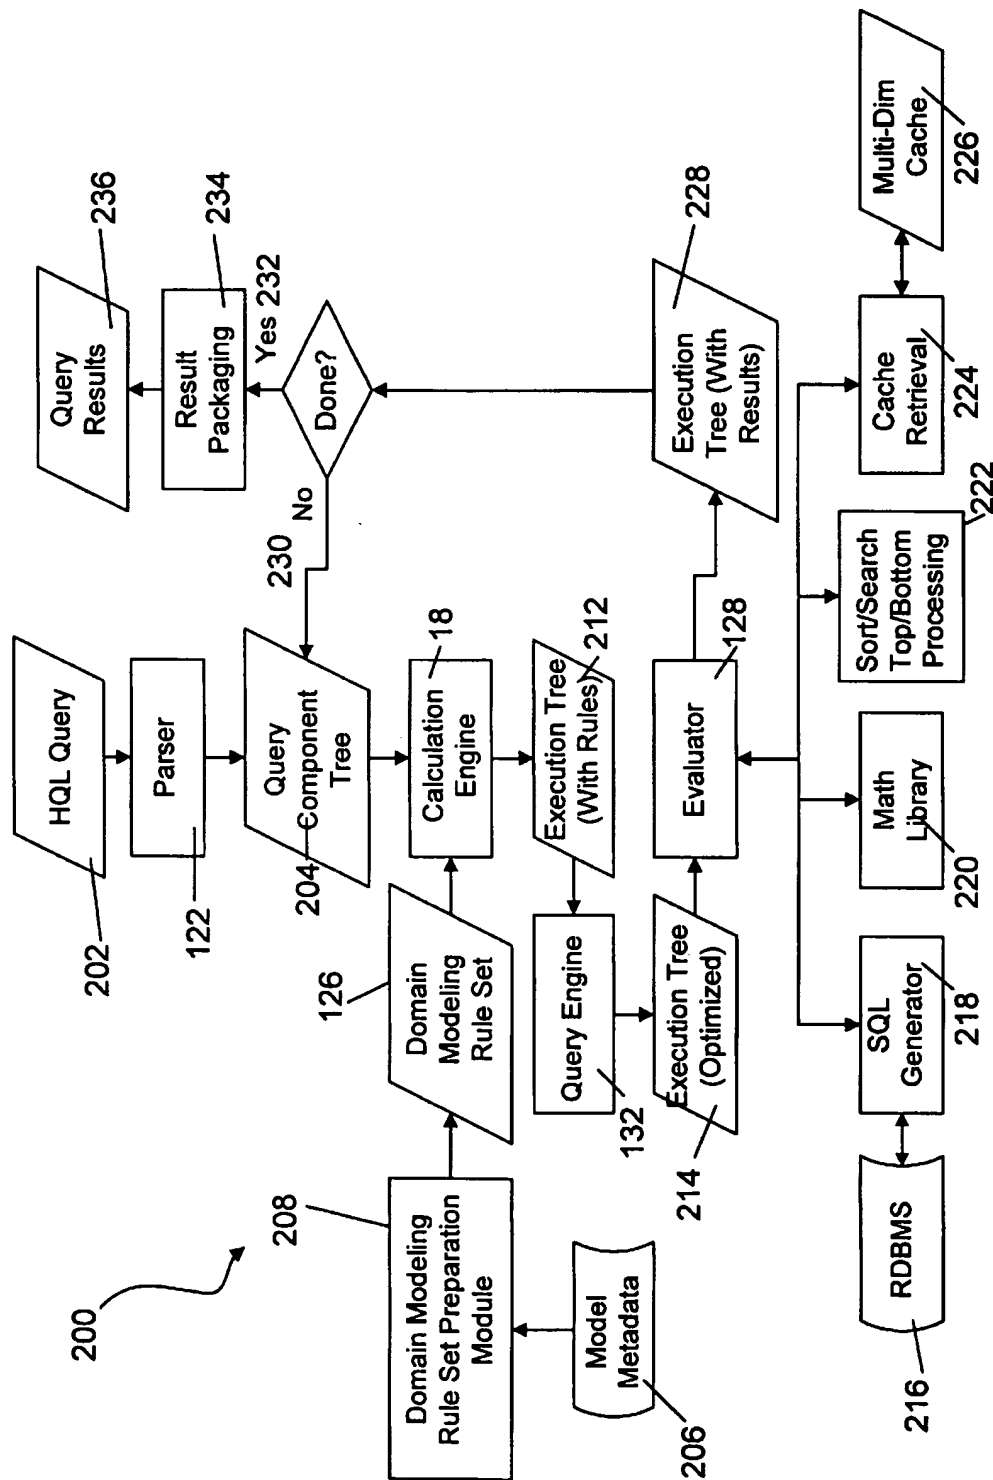 200
HQL Query
202
Parser
122
Query
Component
Tree
204
Calculation
Engine
18
Execution Tree
(With Rules)
212
Domain
Modeling
Rule Set
126
Domain Modeling
Rule Set Preparation
Module
208
Model
Metadata
206
Query Engine
132
Execution Tree
(Optimized)
214
Evaluator
128
Execution
Tree (With
Results)
228
Done?
No
230
Yes 232
Result
Packaging
234
Query
Results
236
RDBMS
216
SQL
Generator
218
Math
Library
220
Sort/Search
Top/Bottom
Processing
222
Cache
Retrieval
224
Multi-Dim
Cache
226